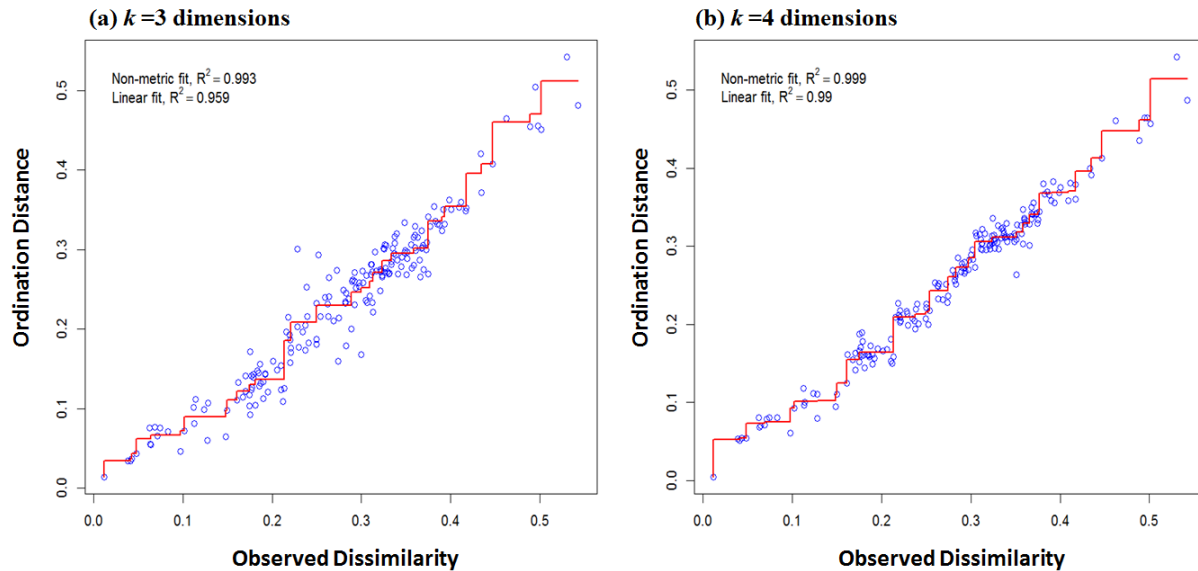 (a) k =3 dimensions
Non-metric fit, R² = 0.993
Linear fit, R² = 0.959
Ordination Distance
0.0 0.1 0.2 0.3 0.4 0.5
0.0 0.1 0.2 0.3 0.4 0.5
Observed Dissimilarity
(b) k =4 dimensions
Non-metric fit, R² = 0.999
Linear fit, R² = 0.99
Ordination Distance
0.0 0.1 0.2 0.3 0.4 0.5
0.0 0.1 0.2 0.3 0.4 0.5
Observed Dissimilarity